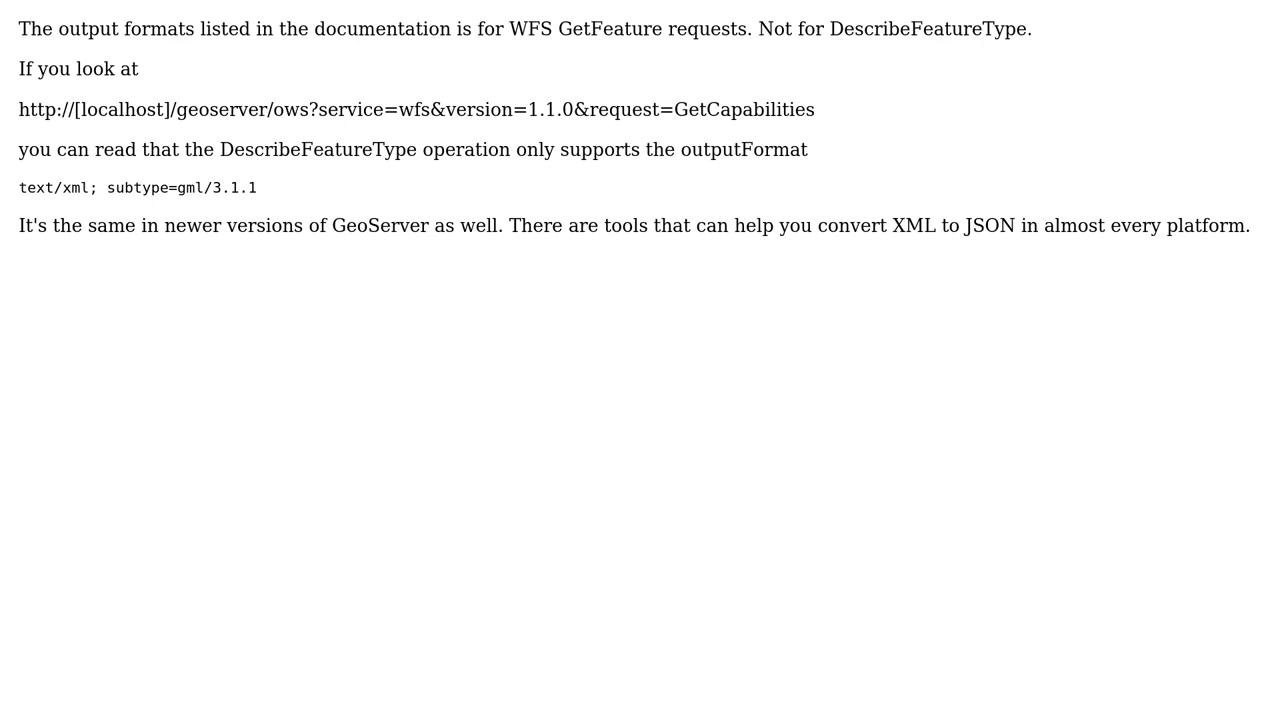 The output formats listed in the documentation is for WFS GetFeature requests. Not for DescribeFeatureType.
If you look at
http://[localhost]/geoserver/ows?service=wfs&version=1.1.0&request=GetCapabilities
you can read that the DescribeFeatureType operation only supports the outputFormat
text/xml; subtype=gml/3.1.1
It's the same in newer versions of GeoServer as well. There are tools that can help you convert XML to JSON in almost every platform.